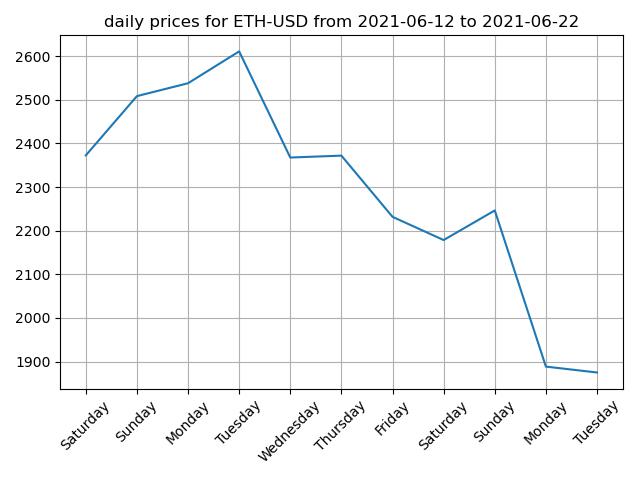 daily prices for ETH-USD from 2021-06-12 to 2021-06-22
2600
2500
2400
2300
2200
2100
2000
1900
Saturday
Sunday
Monday
Tuesday
Wednesday
Thursday
Friday
Saturday
Sunday
Monday
Tuesday